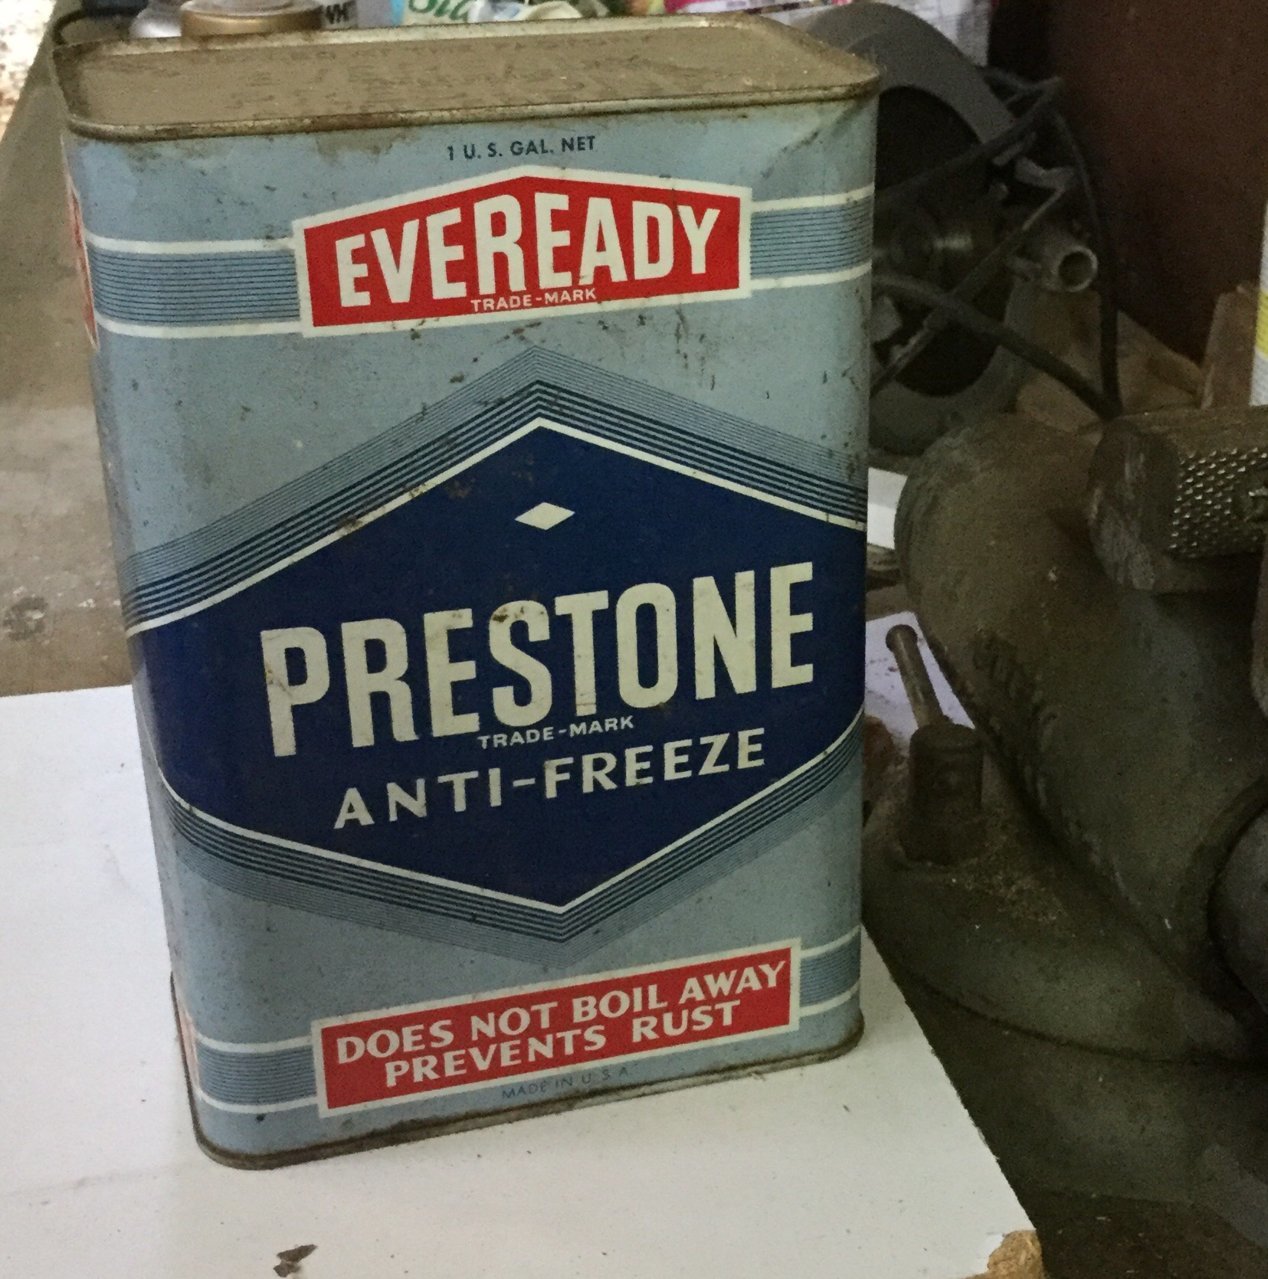 1 U. S. GAL. NET
EVEREADY
TRADE-MARK
PRESTONE
TRADE-MARK
ANTI-FREEZE
DOES NOT BOIL AWAY
PREVENTS RUST
MADE IN U. S. A.